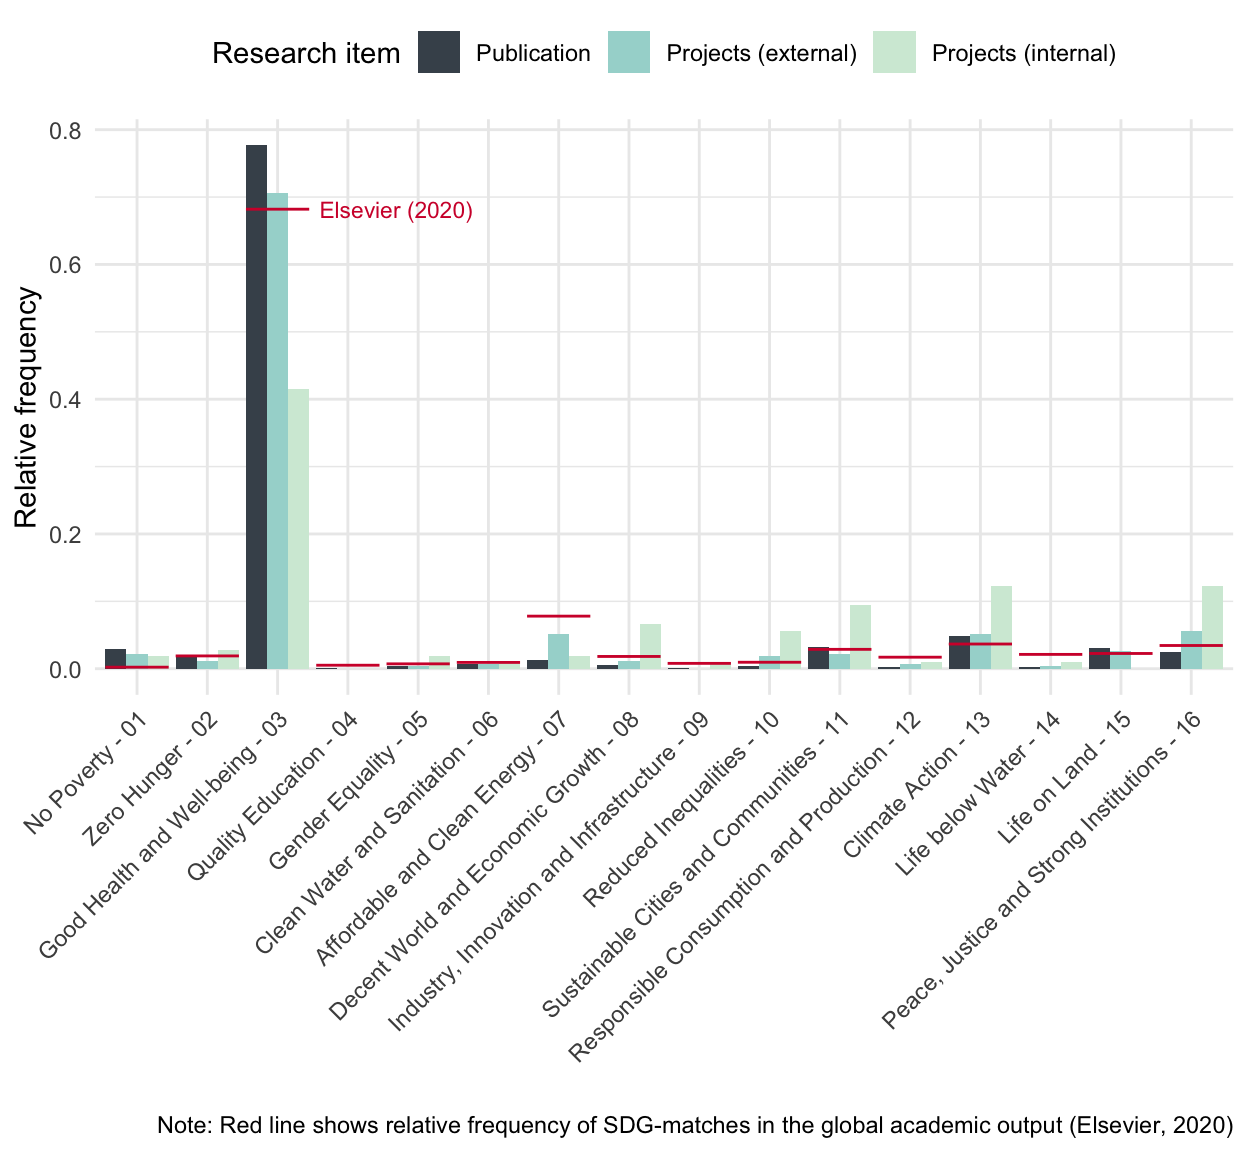 Research item Publication Projects (external) Projects (internal)
0.8
0.6
0.4
0.2
0.0
Relative frequency
Elsevier (2020)
No Poverty - 01
Zero Hunger - 02
Good Health and Well-being - 03
Quality Education - 04
Gender Equality - 05
Clean Water and Sanitation - 06
Affordable and Clean Energy - 07
Decent World and Economic Growth - 08
Industry, Innovation and Infrastructure - 09
Reduced Inequalities - 10
Sustainable Cities and Communities - 11
Responsible Consumption and Production - 12
Climate Action - 13
Life below Water - 14
Life on Land - 15
Peace, Justice and Strong Institutions - 16
Note: Red line shows relative frequency of SDG-matches in the global academic output (Elsevier, 2020)